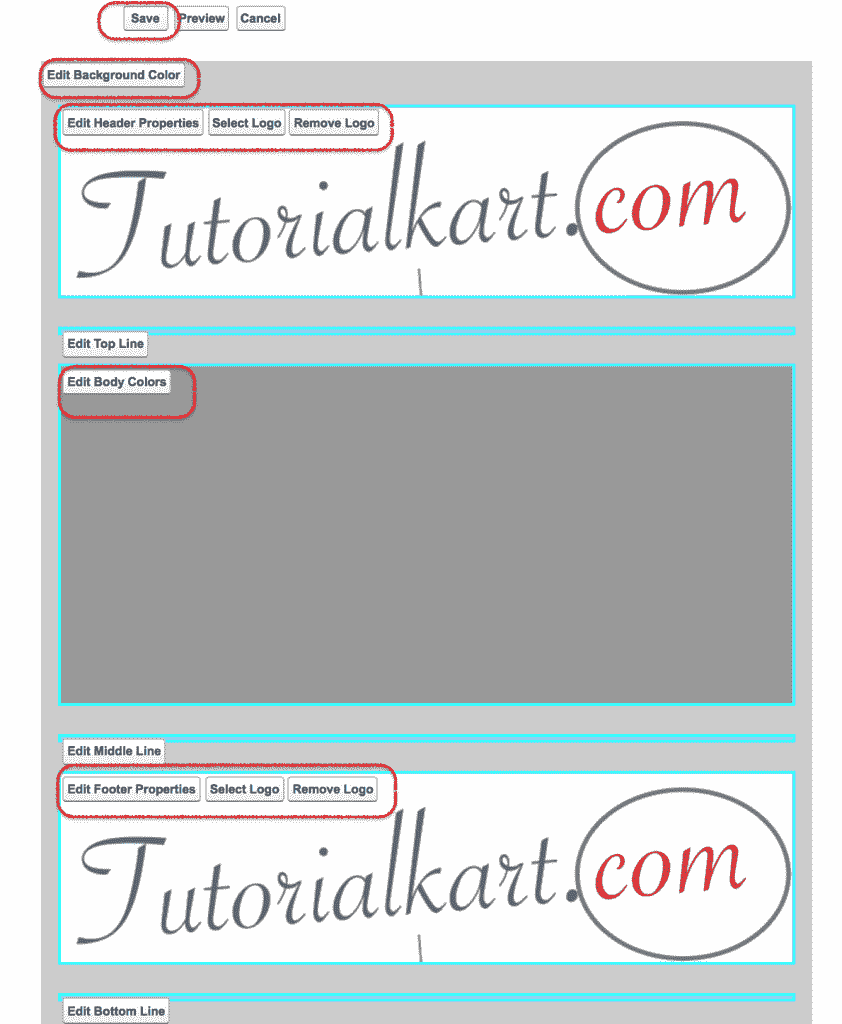 Save Preview Cancel
Edit Background Color
Edit Header Properties Select Logo Remove Logo
Tutorialkart.com
Edit Top Line
Edit Body Colors
Edit Middle Line
Edit Footer Properties Select Logo Remove Logo
Tutorialkart.com
Edit Bottom Line